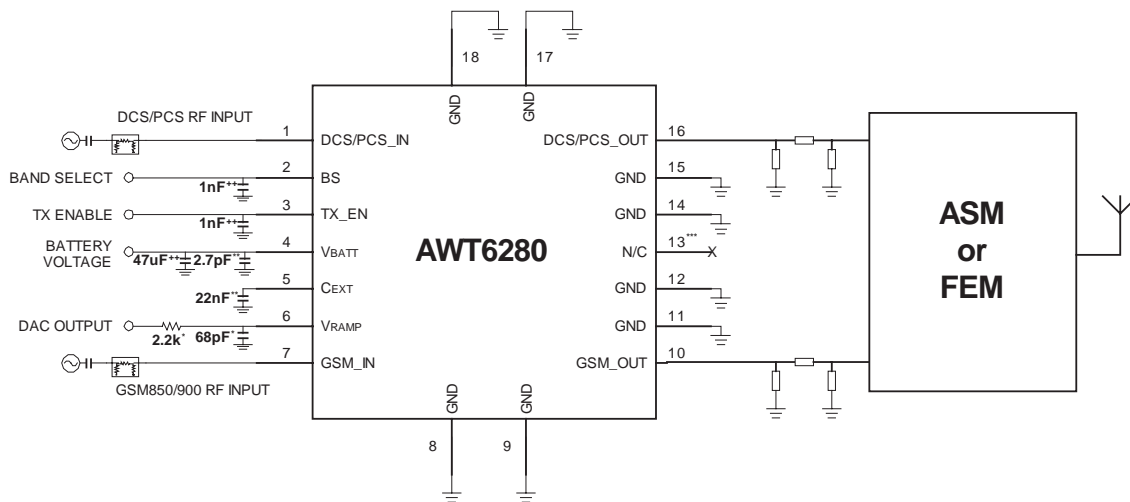 18
17
GND
GND
DCS/PCS RF INPUT
1
DCS/PCS_IN
DCS/PCS_OUT
16
BAND SELECT
1nF++
2
BS
GND
15
TX ENABLE
1nF++
3
TX_EN
GND
14
BATTERY
VOLTAGE
47uF++
2.7pF**
4
VBATT
N/C
13***
X
22nF**
5
CEXT
GND
12
DAC OUTPUT
2.2k*
68pF*
6
VRAMP
GND
11
GSM850/900 RF INPUT
7
GSM_IN
GSM_OUT
10
AWT6280
GND
GND
8
9
ASM
or
FEM